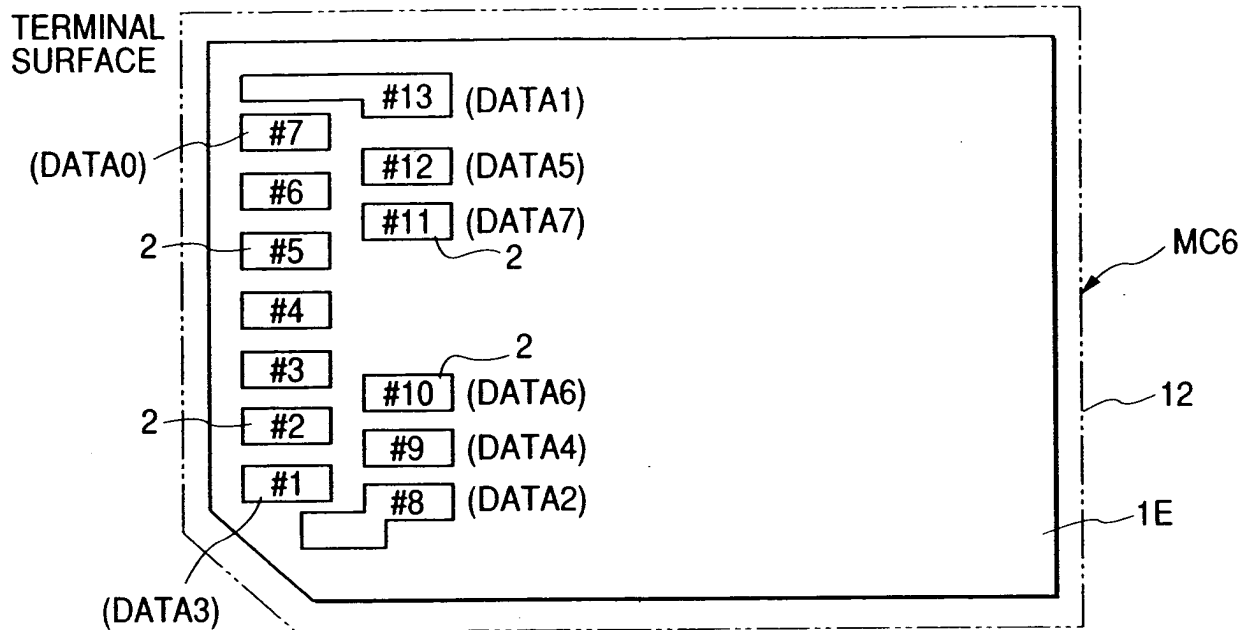 TERMINAL
SURFACE
#13 (DATA1)
#7
(DATA0)
#12 (DATA5)
#6
#11 (DATA7)
2 #5 2
MC6
#4
2
#3
#10 (DATA6)
12
2 #2
#9 (DATA4)
#1
#8 (DATA2)
1E
(DATA3)